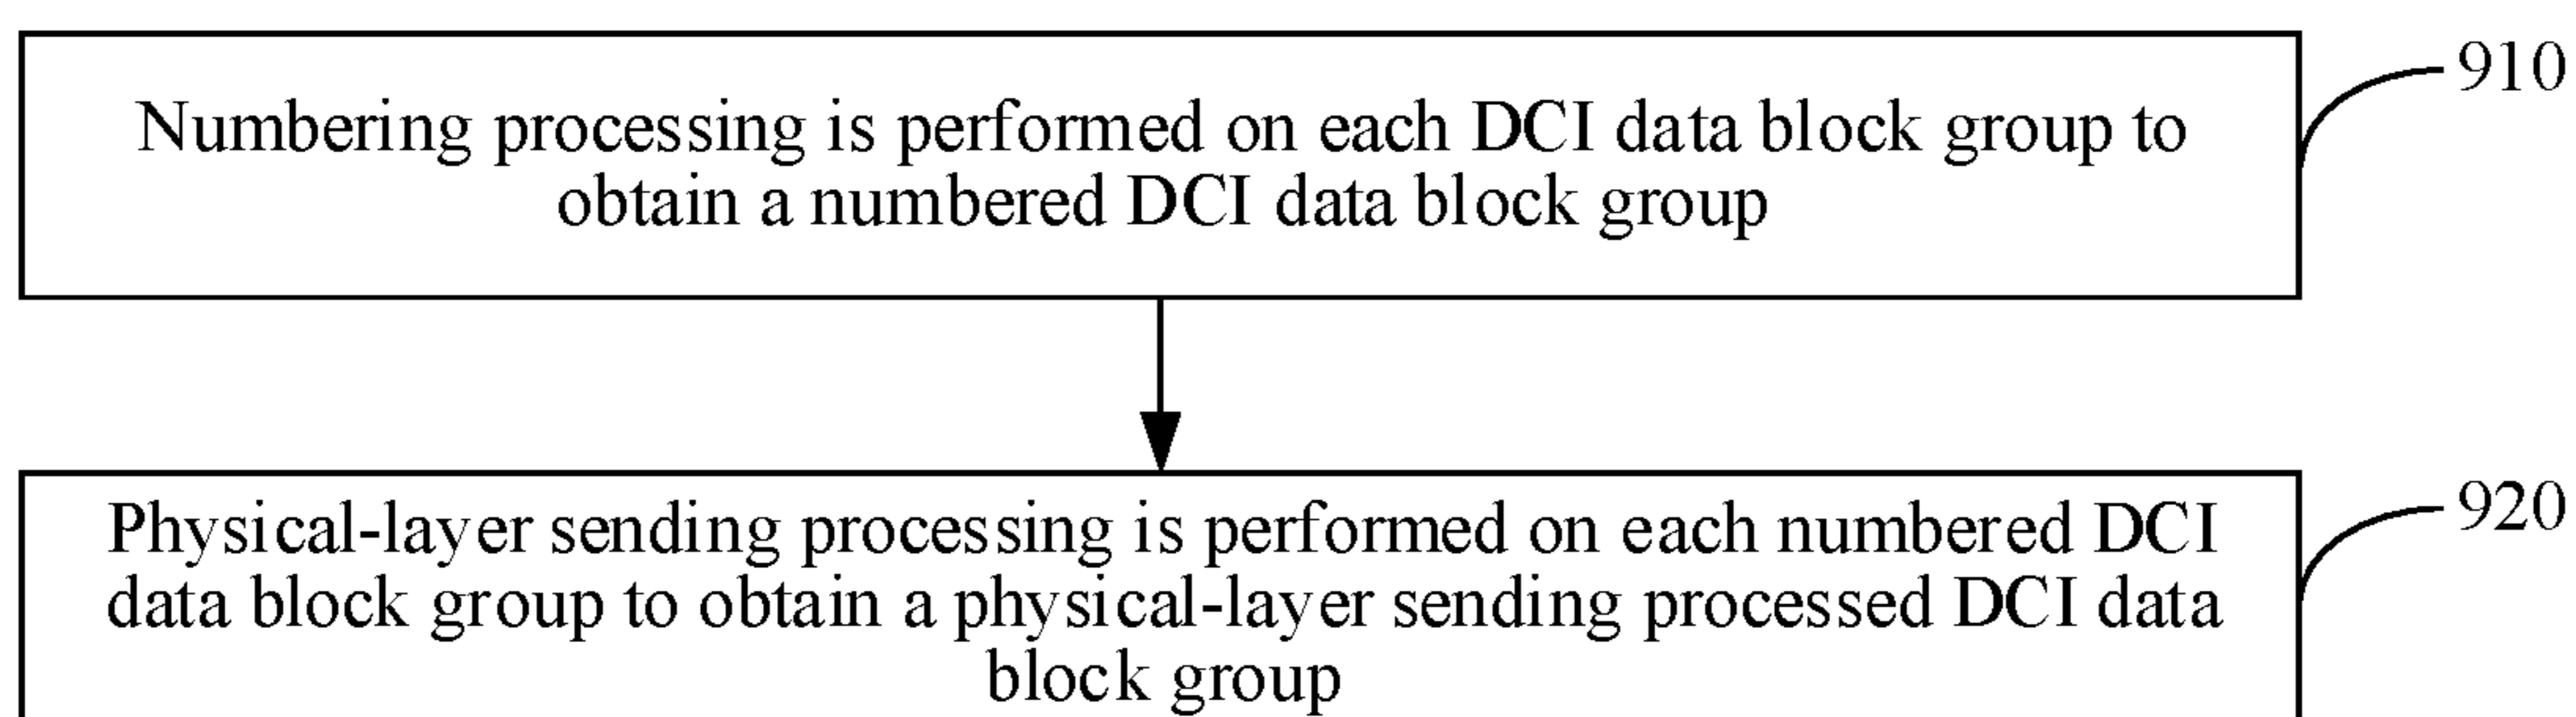 Numbering processing is performed on each DCI data block group to
obtain a numbered DCI data block group
910
Physical-layer sending processing is performed on each numbered DCI
data block group to obtain a physical-layer sending processed DCI data
block group
920